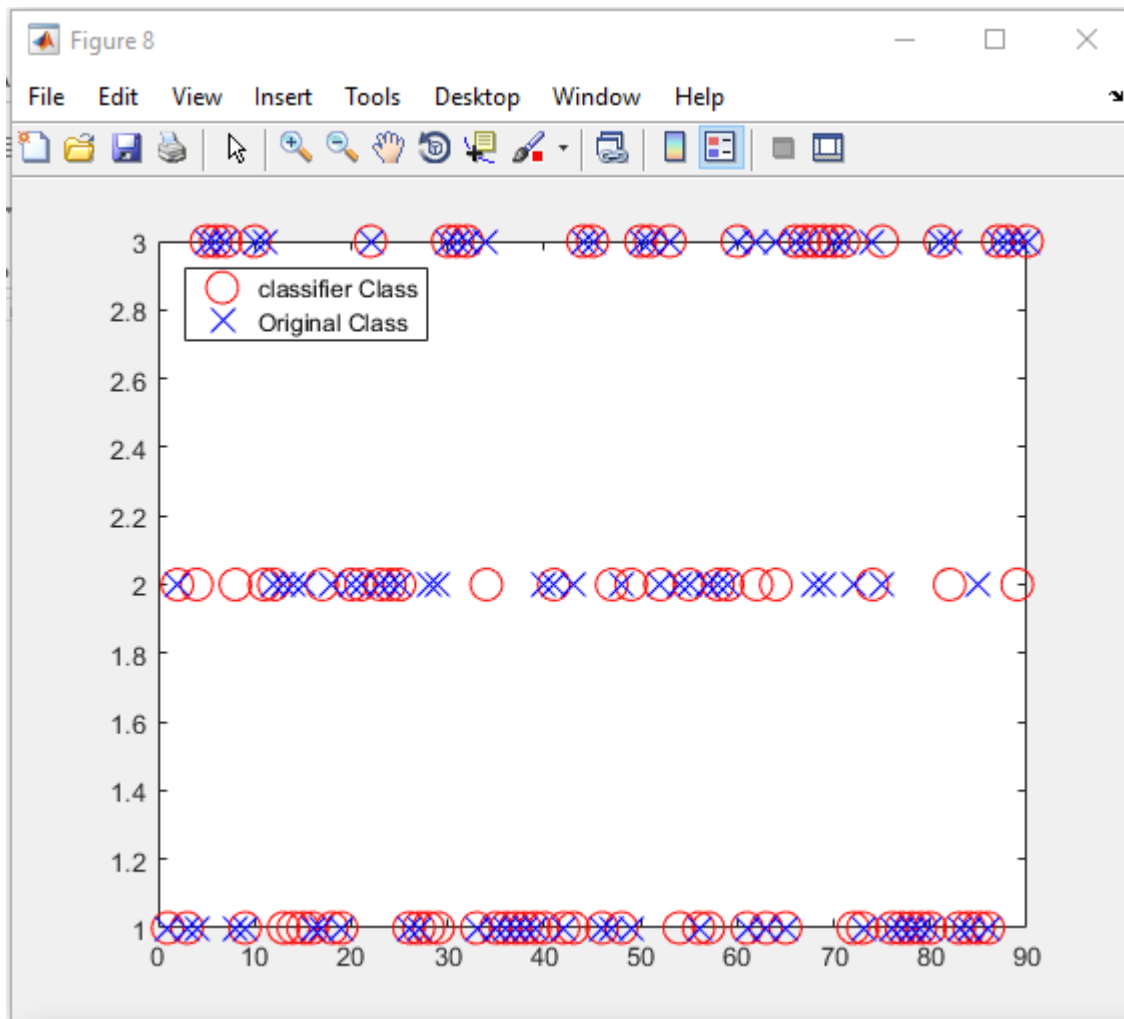 Figure 8
File Edit View Insert Tools Desktop Window Help
3
classifier Class
Original Class
2.8
2.6
2.4
2.2
2
1.8
1.6
1.4
1.2
1
0 10 20 30 40 50 60 70 80 90